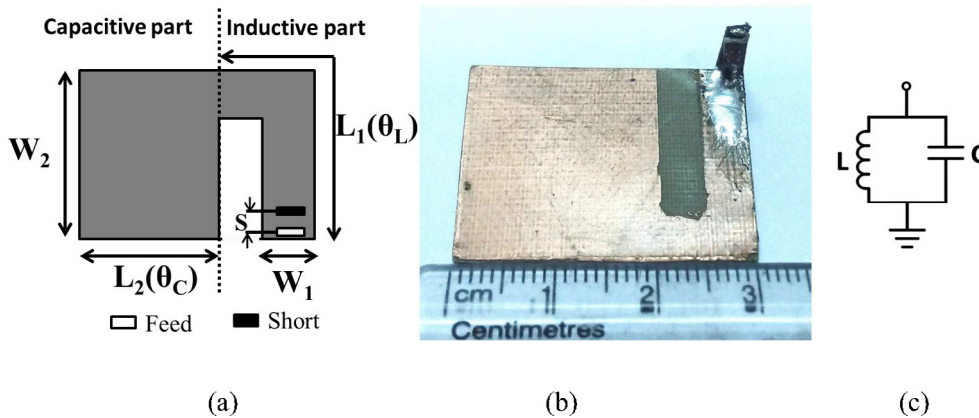 Capacitive part Inductive part
W2
L1(θL)
S
L2(θC)
W1
Feed Short
cm 1 2 3
Centimetres
L
C
(a) (b) (c)